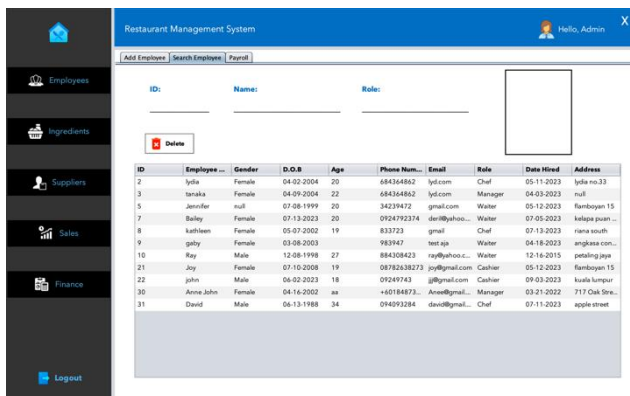 Restaurant Management System
Hello, Admin
X
Add Employee Search Employee Payroll
Employees
Ingredients
Suppliers
Sales
Finance
Logout
ID: Name: Role:
Delete
ID Employee ... Gender D.O.B Age Phone Num... Email Role Date Hired Address
2 lydia Female 04-02-2004 20 684364862 lyd.com Chef 05-11-2023 lydia no.33
3 tanaka Female 04-09-2004 22 684364862 lyd.com Manager 04-03-2023 null
5 Jennifer null 07-08-1999 20 34239472 gmail.com Waiter 05-12-2023 flamboyan 15
7 Bailey Female 07-13-2023 20 0924792374 deril@yahoo... Waiter 07-05-2023 kelapa puan ...
8 kathleen Female 05-07-2002 19 833723 gmail Chef 07-13-2023 riana south
9 gaby Female 03-08-2003 983947 test aja Waiter 04-18-2023 angkasa con...
10 Ray Male 12-08-1998 27 884308423 ray@yahoo.c... Waiter 12-16-2015 petaling jaya
21 Joy Female 07-10-2008 19 08782638273 joy@gmail.com Cashier 05-12-2023 flamboyan 15
22 john Male 06-02-2023 18 09249743 jjj@gmail.com Cashier 09-03-2023 kuala lumpur
30 Anne John Female 04-16-2002 aa +60184873... Anee@gmail... Manager 03-21-2022 717 Oak Stre...
31 David Male 06-13-1988 34 094093284 david@gmail... Chef 07-11-2023 apple street